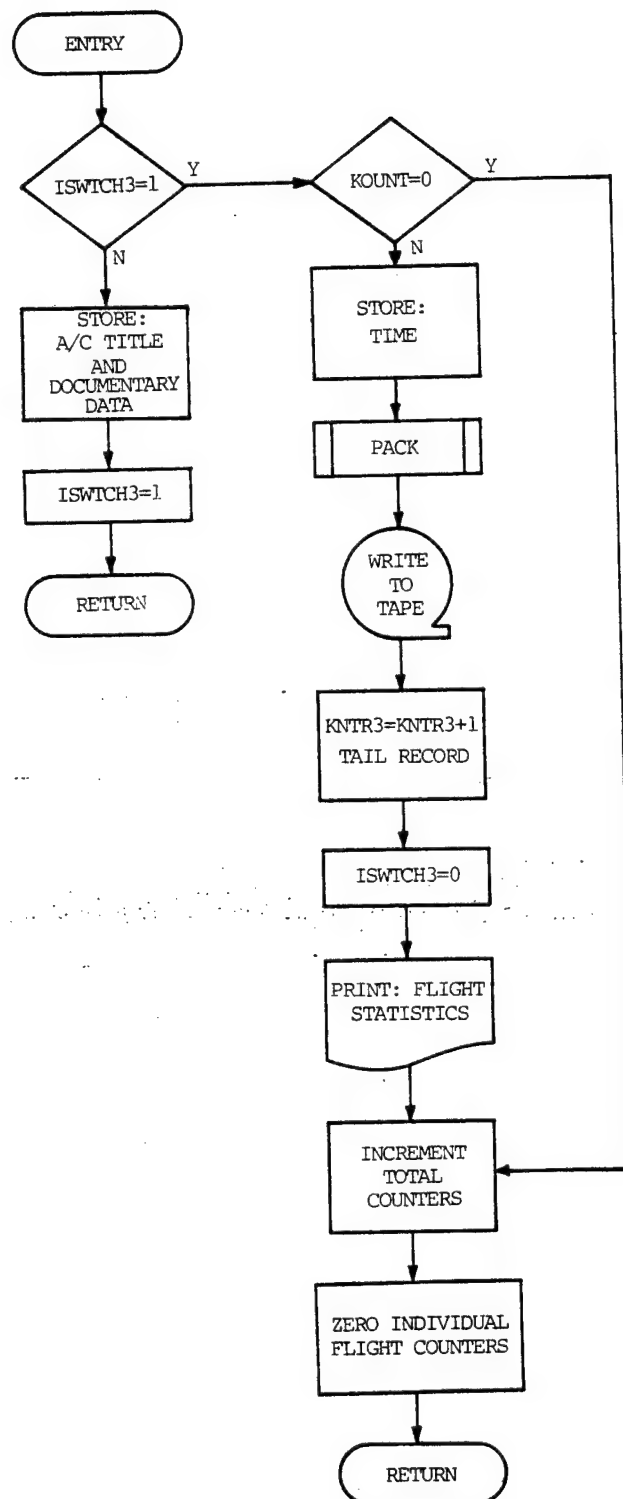 ENTRY
ISWTCH3=1
Y
N
STORE:
A/C TITLE
AND
DOCUMENTARY
DATA
ISWTCH3=1
RETURN
KOUNT=0
Y
N
STORE:
TIME
PACK
WRITE
TO
TAPE
KNTR3=KNTR3+1
TAIL RECORD
ISWTCH3=0
PRINT: FLIGHT
STATISTICS
INCREMENT
TOTAL
COUNTERS
ZERO INDIVIDUAL
FLIGHT COUNTERS
RETURN